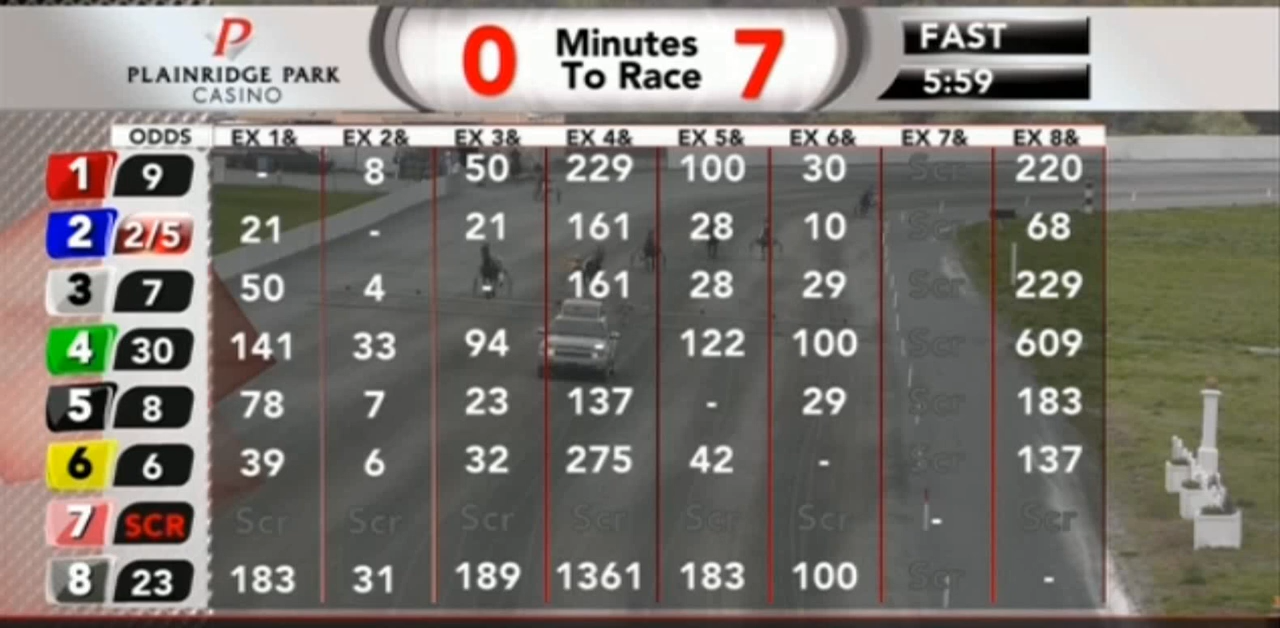 P
PLAINRIDGE PARK
CASINO
0 Minutes To Race 7
FAST
5:59
ODDS EX 1& EX 2& EX 3& EX 4& EX 5& EX 6& EX 7& EX 8&
1 9 - 8 50 229 100 30 Scr 220
2 2/5 21 - 21 161 28 10 Scr 68
3 7 50 4 161 28 29 Scr 229
4 30 141 33 94 122 100 Scr 609
5 8 78 7 23 137 - 29 Scr 183
6 6 39 6 32 275 42 - Scr 137
7 SCR Scr Scr Scr Scr Scr Scr - Scr
8 23 183 31 189 1361 183 100 Scr -